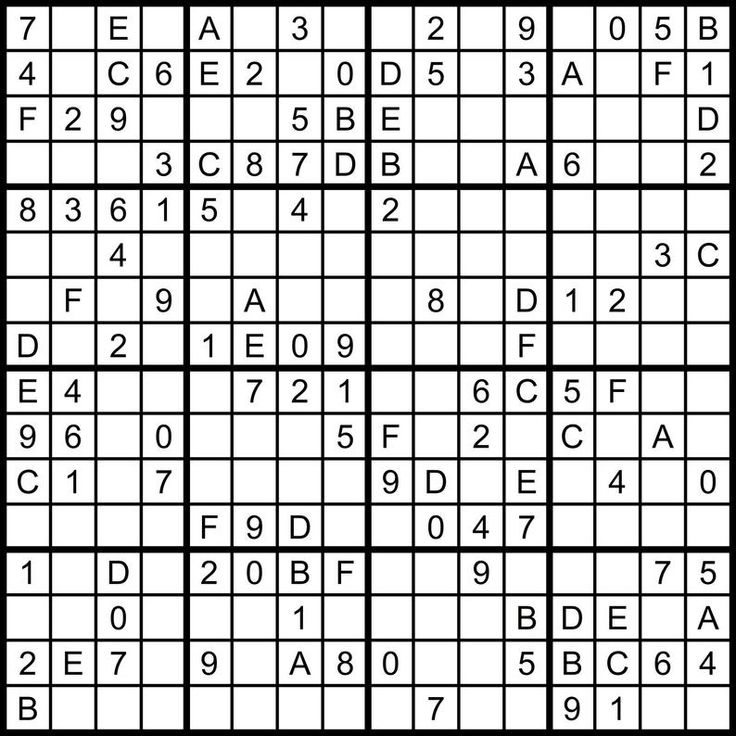 7 E A 3 2 9 0 5 B
4 C 6 E 2 0 D 5 3 A F 1
F 2 9 5 B E D
3 C 8 7 D B A 6 2
8 3 6 1 5 4 2
4 3 C
F 9 A 8 D 1 2
D 2 1 E 0 9 F
E 4 7 2 1 6 C 5 F
9 6 0 5 F 2 C A
C 1 7 9 D E 4 0
F 9 D 0 4 7
1 D 2 0 B F 9 7 5
0 1 B D E A
2 E 7 9 A 8 0 5 B C 6 4
B 7 9 1